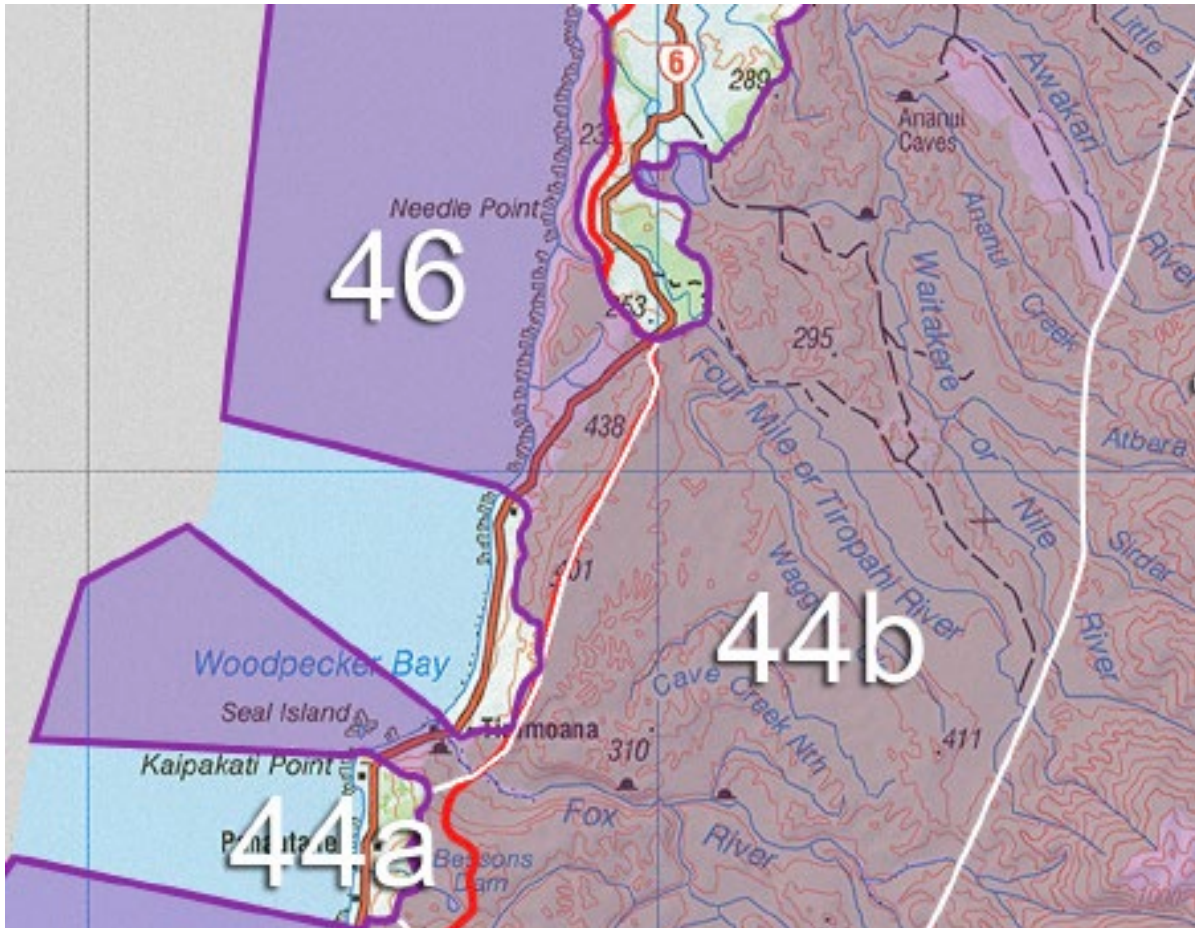 Little
6
289
Awakari
Ananui
Caves
Needle Point
46
Ananui
Creek
River
Waitakere
or
Nile
River
253
295
Four Mile or Tiropahi River
438
Atbara
Sirdar
401
44b
Woodpecker Bay
Cave Creek Nth
Seal Island
310
411
Kaipakati Point
Fox
River
44a
Bessons
Dam